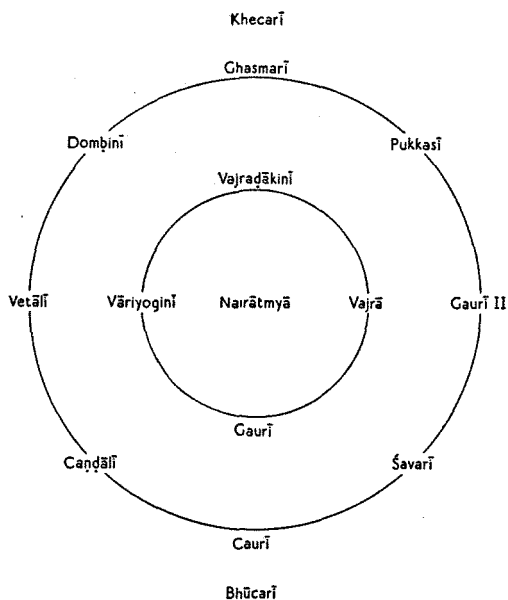 Khecarī
Ghasmarī
Ḍombinī Pukkasī
Vajraḍākinī
Vetālī Vāriyoginī Nairātmyā Vajrā Gaurī II
Gaurī
Caṇḍālī Śavarī
Caurī
Bhūcarī